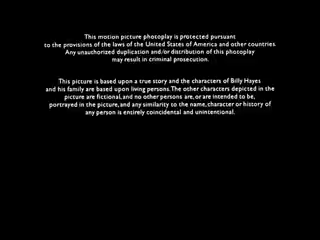 This motion picture photoplay is protected pursuant
to the provisions of the laws of the United States of America and other countries.
Any unauthorized duplication and/or distribution of this photoplay
may result in criminal prosecution.
This picture is based upon a true story and the characters of Billy Hayes
and his family are based upon living persons. The other characters depicted in the
picture are fictional, and no other persons are, or are intended to be,
portrayed in the picture, and any similarity to the name, character or history of
any person is entirely coincidental and unintentional.